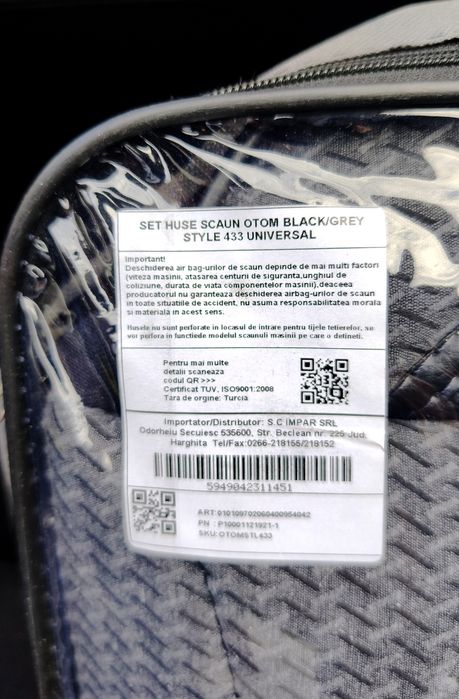 SET HUSE SCAUN OTOM BLACK/GREY
STYLE 433 UNIVERSAL
Important!
Deschiderea air bag-urilor de scaun depinde de mai multi factori
(viteza masinii, atasarea centurii de siguranta,unghiul de
coliziune, durata de viata componentelor masinii),deaceea
producatorul nu garanteaza deschiderea airbag-urilor de scaun
in toate situatiile de accident, nu asuma responsabilitatea morala
si materiala in acest sens.
Husele nu sunt perforate in locasul de intrare pentru tijele tetierelor, se
vor perfora in functiede modelul scaunuli masinii pe care o detineti.
Pentru mai multe
detalii scaneaza
codul QR >>>
Certificat TUV, ISO9001:2008
Tara de orgine: Turcia
Importator/Distribuitor: S.C IMPAR SRL
Odorheiu Secuiesc 535600, Str. Beclean nr. 226 Jud.
Harghita Tel/Fax:0266-218155/218152
5949042311451
ART:010109702060400954042
PN : P10001121921-1
SKU: OTOMSTL433